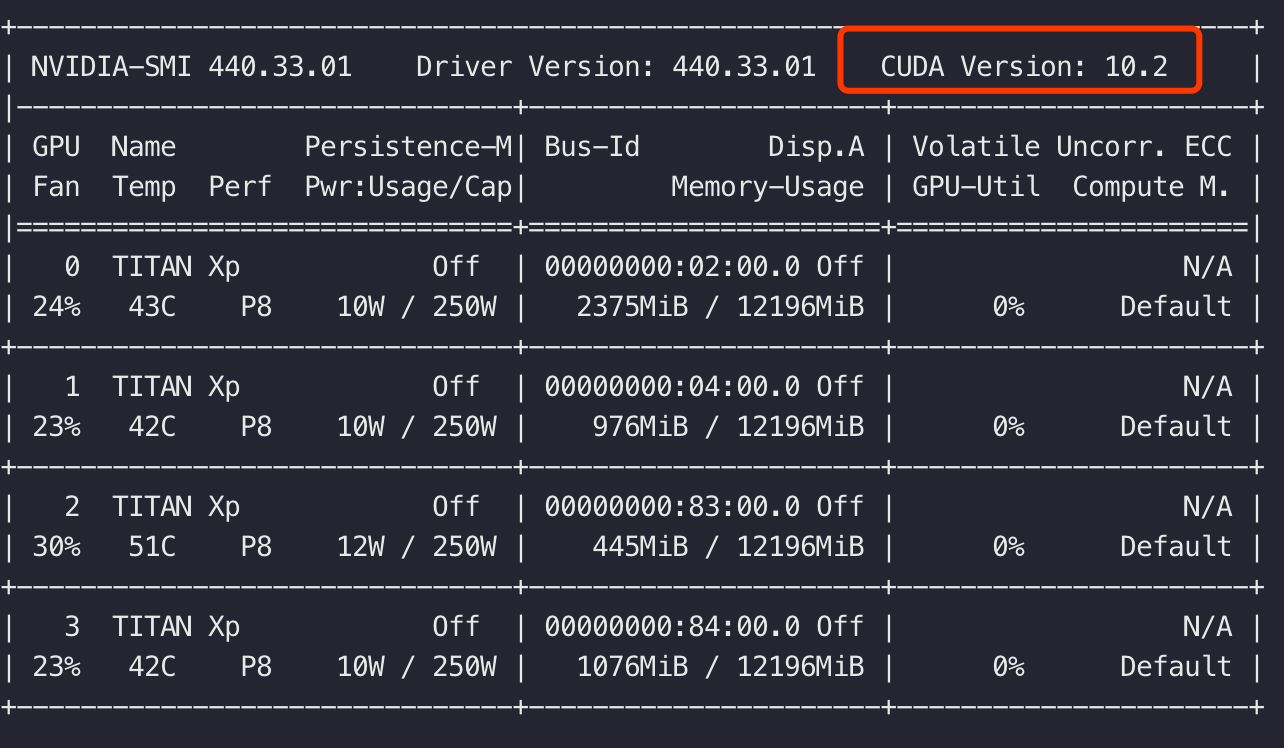 +-----------------------------------------------------------------------------+
| NVIDIA-SMI 440.33.01    Driver Version: 440.33.01    CUDA Version: 10.2     |
|-------------------------------+----------------------+----------------------+
| GPU  Name        Persistence-M| Bus-Id        Disp.A | Volatile Uncorr. ECC |
| Fan  Temp  Perf  Pwr:Usage/Cap|         Memory-Usage | GPU-Util  Compute M. |
|===============================+======================+======================|
|   0  TITAN Xp            Off  | 00000000:02:00.0 Off |                  N/A |
| 24%   43C    P8    10W / 250W |   2375MiB / 12196MiB |      0%      Default |
+-------------------------------+----------------------+----------------------+
|   1  TITAN Xp            Off  | 00000000:04:00.0 Off |                  N/A |
| 23%   42C    P8    10W / 250W |    976MiB / 12196MiB |      0%      Default |
+-------------------------------+----------------------+----------------------+
|   2  TITAN Xp            Off  | 00000000:83:00.0 Off |                  N/A |
| 30%   51C    P8    12W / 250W |    445MiB / 12196MiB |      0%      Default |
+-------------------------------+----------------------+----------------------+
|   3  TITAN Xp            Off  | 00000000:84:00.0 Off |                  N/A |
| 23%   42C    P8    10W / 250W |   1076MiB / 12196MiB |      0%      Default |
+-------------------------------+----------------------+----------------------+